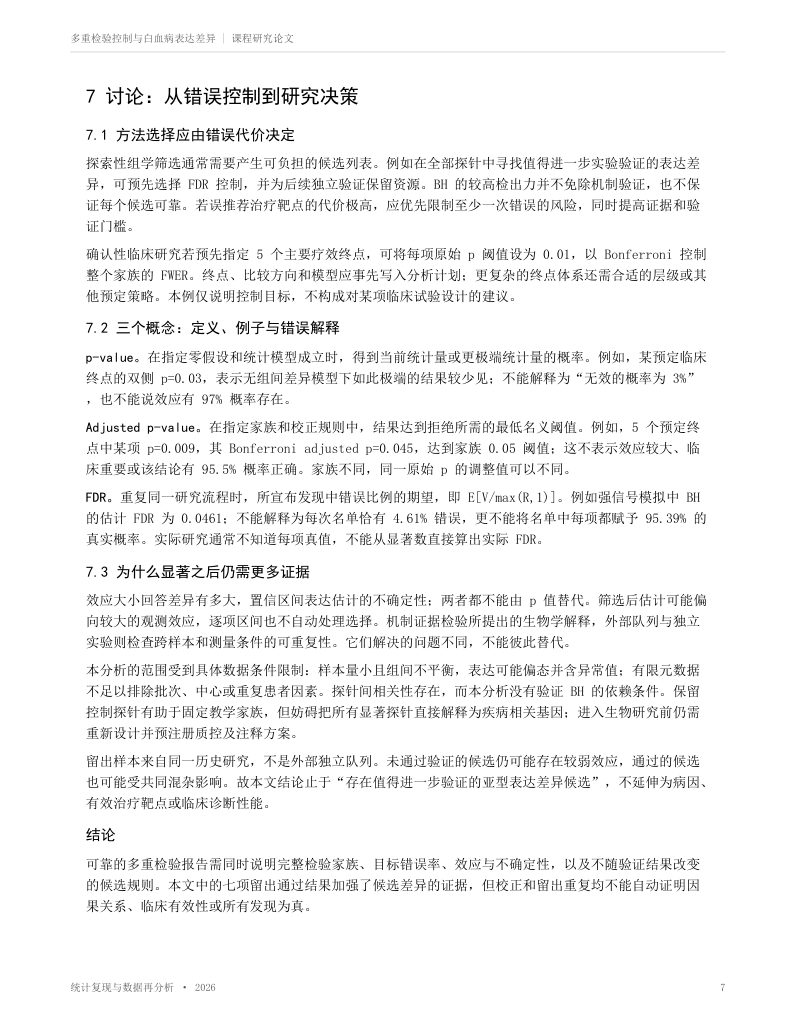 多重检验控制与白血病表达差异 | 课程研究论文
7 讨论：从错误控制到研究决策
7.1 方法选择应由错误代价决定
探索性组学筛选通常需要产生可负担的候选列表。例如在全部探针中寻找值得进一步实验验证的表达差
异，可预先选择 FDR 控制，并为后续独立验证保留资源。BH 的较高检出力并不免除机制验证，也不保
证每个候选可靠。若误推荐治疗靶点的代价极高，应优先限制至少一次错误的风险，同时提高证据和验
证门槛。
确认性临床研究若预先指定 5 个主要疗效终点，可将每项原始 p 阈值设为 0.01，以 Bonferroni 控制
整个家族的 FWER。终点、比较方向和模型应事先写入分析计划；更复杂的终点体系还需合适的层级或其
他预定策略。本例仅说明控制目标，不构成对某项临床试验设计的建议。
7.2 三个概念：定义、例子与错误解释
p-value。在指定零假设和统计模型成立时，得到当前统计量或更极端统计量的概率。例如，某预定临床
终点的双侧 p=0.03，表示无组间差异模型下如此极端的结果较少见；不能解释为“无效的概率为 3%”
，也不能说效应有 97% 概率存在。
Adjusted p-value。在指定家族和校正规则中，结果达到拒绝所需的最低名义阈值。例如，5 个预定终
点中某项 p=0.009，其 Bonferroni adjusted p=0.045，达到家族 0.05 阈值；这不表示效应较大、临
床重要或该结论有 95.5% 概率正确。家族不同，同一原始 p 的调整值可以不同。
FDR。重复同一研究流程时，所宣布发现中错误比例的期望，即 E[V/max(R,1)]。例如强信号模拟中 BH
的估计 FDR 为 0.0461；不能解释为每次名单恰有 4.61% 错误，更不能将名单中每项都赋予 95.39% 的
真实概率。实际研究通常不知道每项真值，不能从显著数直接算出实际 FDR。
7.3 为什么显著之后仍需更多证据
效应大小回答差异有多大，置信区间表达估计的不确定性；两者都不能由 p 值替代。筛选后估计可能偏
向较大的观测效应，逐项区间也不自动处理选择。机制证据检验所提出的生物学解释，外部队列与独立
实验则检查跨样本和测量条件的可重复性。它们解决的问题不同，不能彼此替代。
本分析的范围受到具体数据条件限制：样本量小且组间不平衡，表达可能偏态并含异常值；有限元数据
不足以排除批次、中心或重复患者因素。探针间相关性存在，而本分析没有验证 BH 的依赖条件。保留
控制探针有助于固定教学家族，但妨碍把所有显著探针直接解释为疾病相关基因；进入生物研究前仍需
重新设计并预注册质控及注释方案。
留出样本来自同一历史研究，不是外部独立队列。未通过验证的候选仍可能存在较弱效应，通过的候选
也可能受共同混杂影响。故本文结论止于“存在值得进一步验证的亚型表达差异候选”，不延伸为病因、
有效治疗靶点或临床诊断性能。
结论
可靠的多重检验报告需同时说明完整检验家族、目标错误率、效应与不确定性，以及不随验证结果改变
的候选规则。本文中的七项留出通过结果加强了候选差异的证据，但校正和留出重复均不能自动证明因
果关系、临床有效性或所有发现为真。
统计复现与数据再分析 • 2026
7